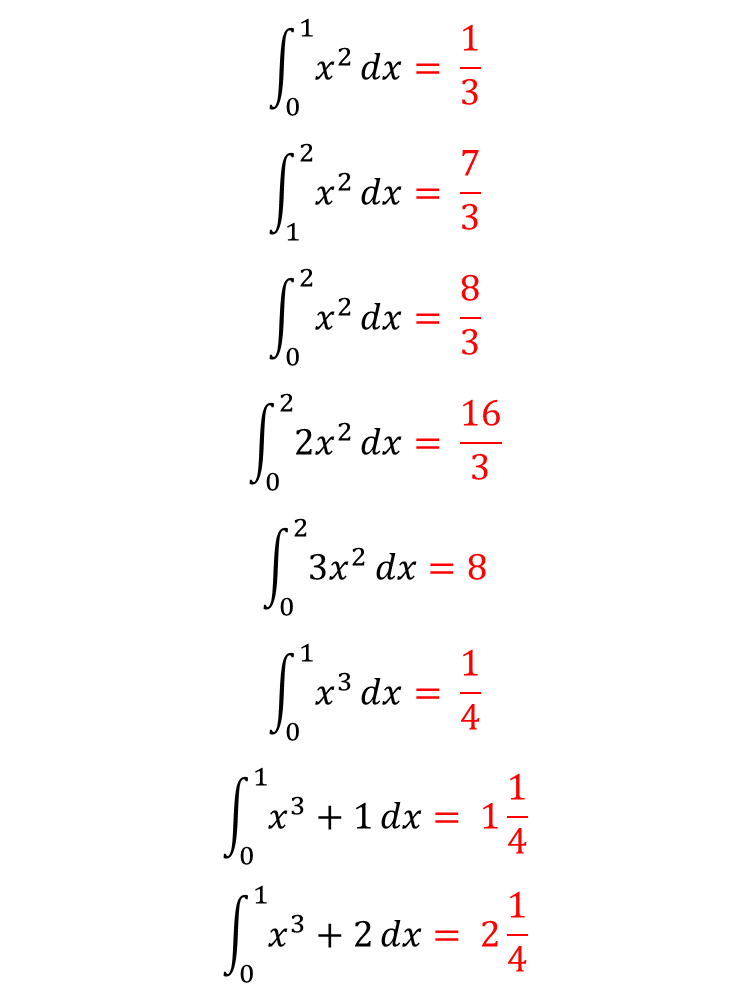 ∫₀¹ x² dx = 1/3
∫₁² x² dx = 7/3
∫₀² x² dx = 8/3
∫₀² 2x² dx = 16/3
∫₀² 3x² dx = 8
∫₀¹ x³ dx = 1/4
∫₀¹ x³ + 1 dx = 1 1/4
∫₀¹ x³ + 2 dx = 2 1/4